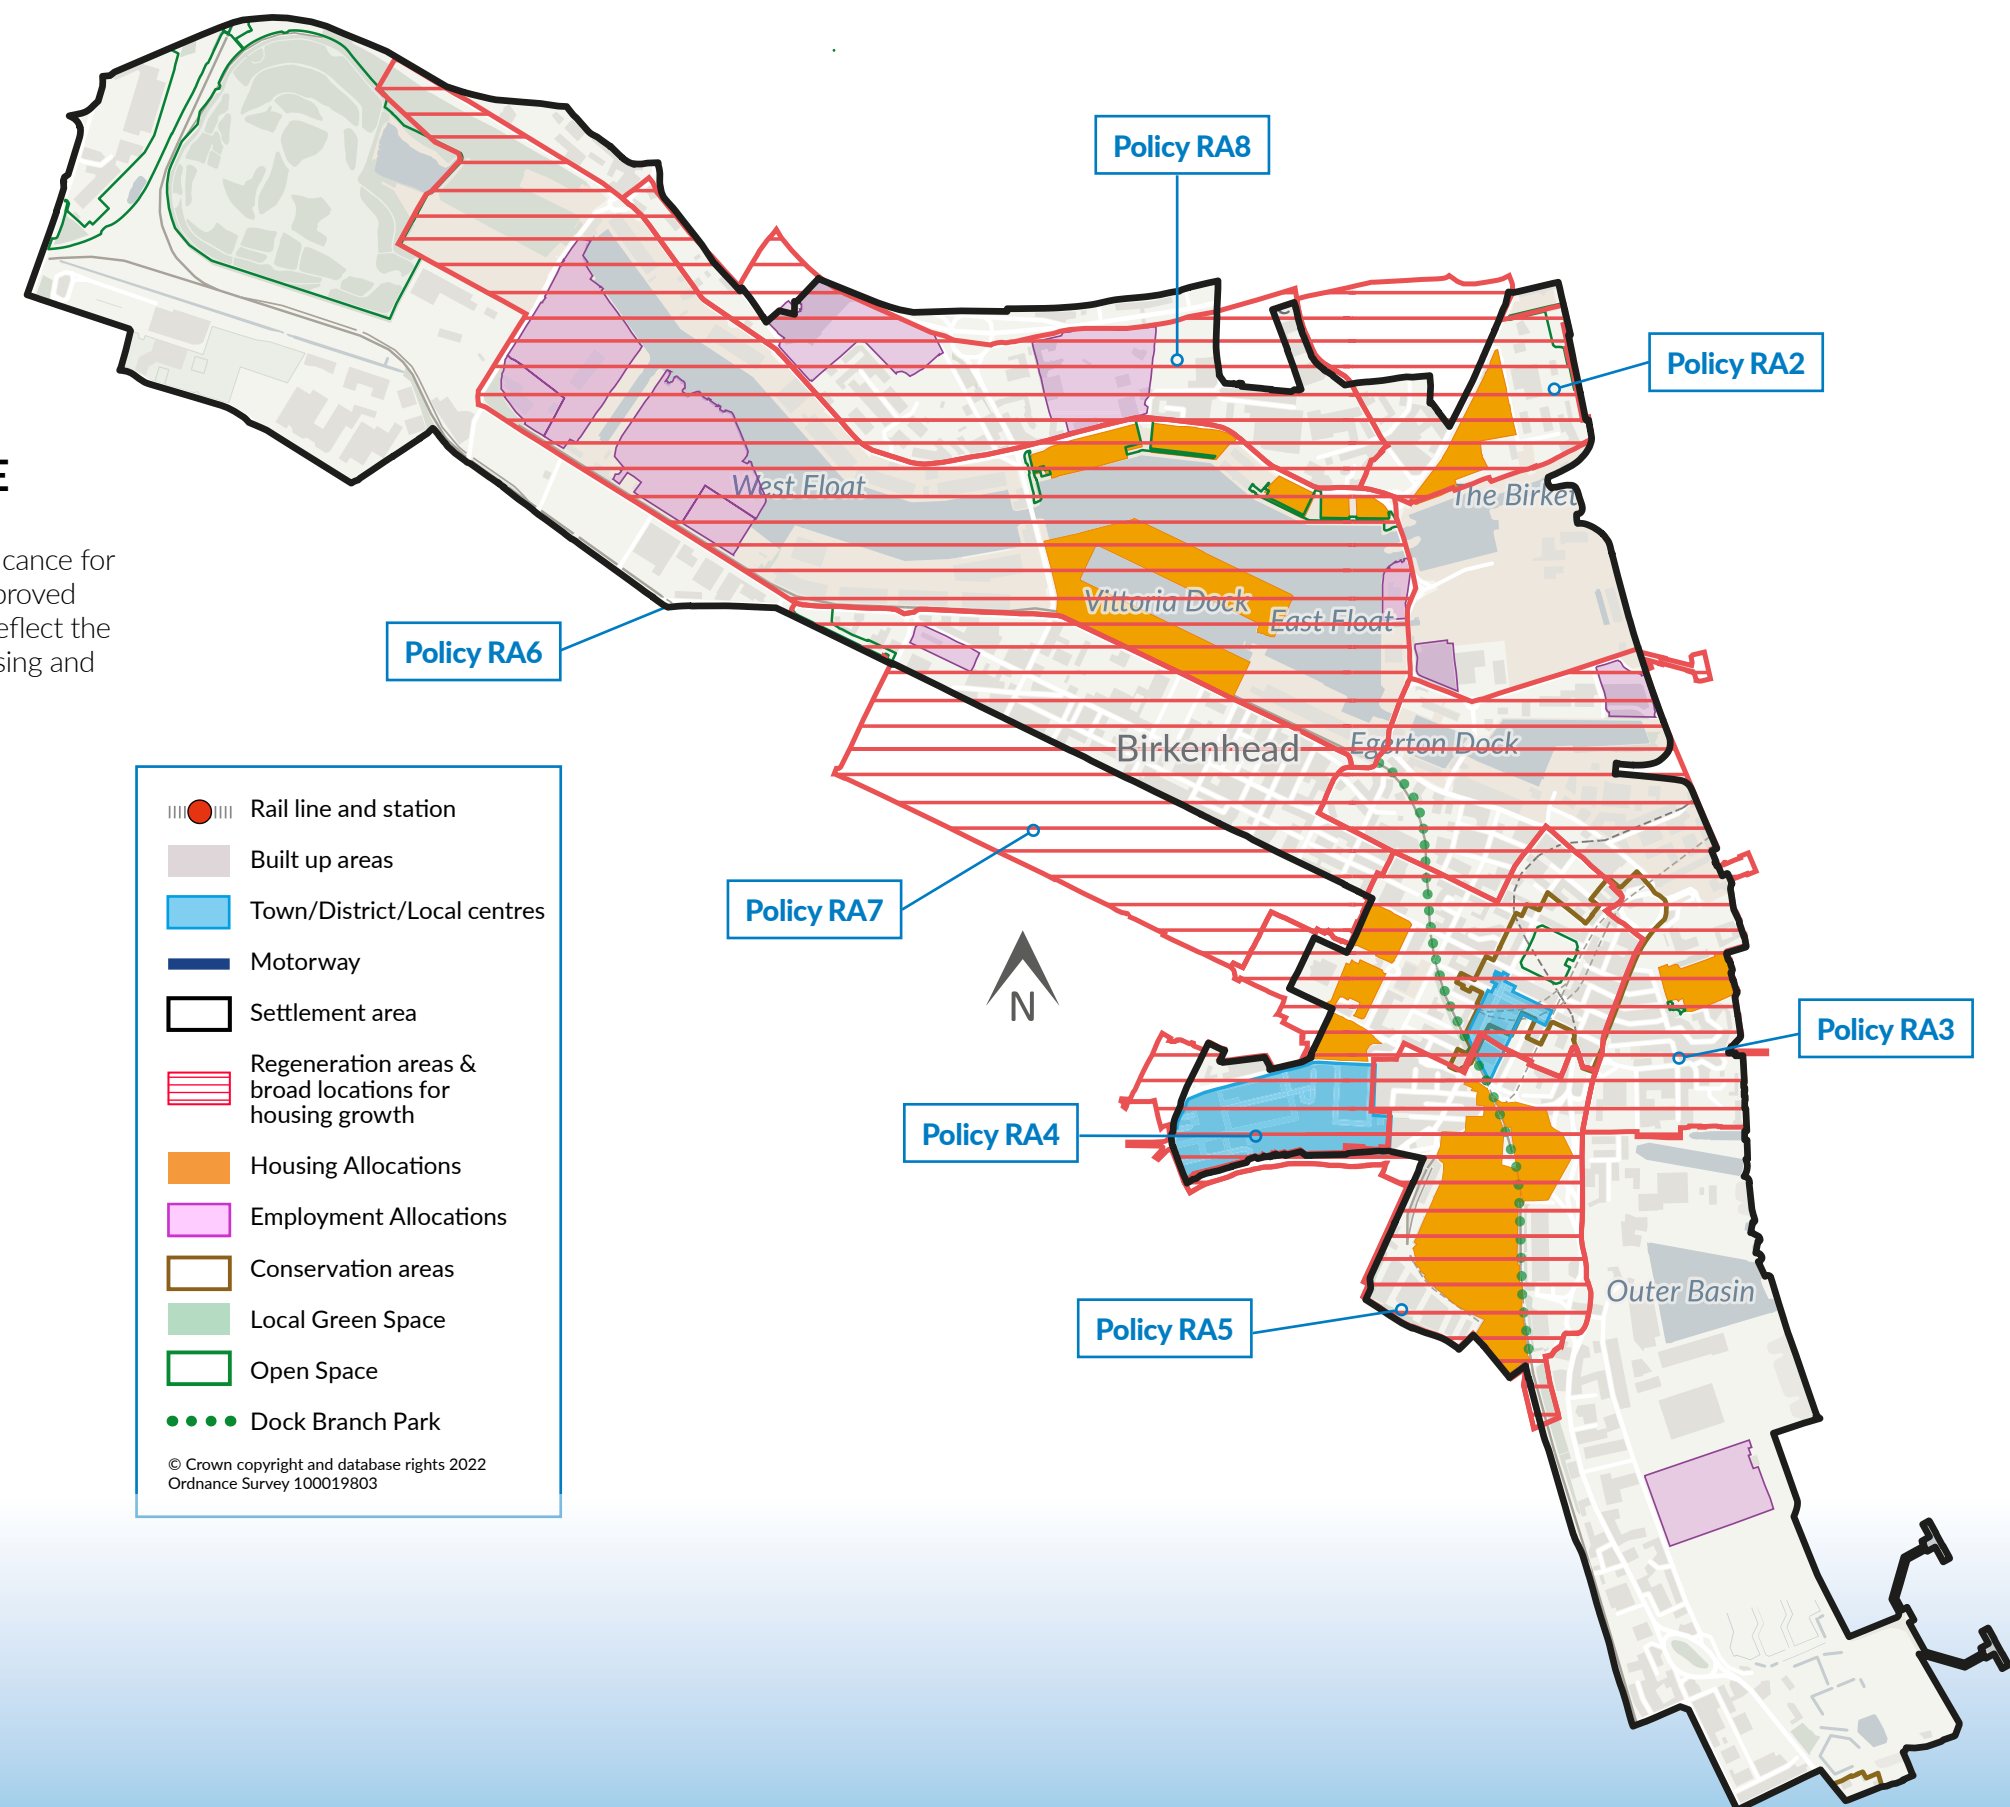 E
cance for
proved
eflect the
sing and
Policy RA8
Policy RA2
West Float
The Birket
Vittoria Dock
East Float
Policy RA6
Birkenhead
Egerton Dock
Policy RA7
N
Policy RA3
Policy RA4
Outer Basin
Policy RA5
Rail line and station
Built up areas
Town/District/Local centres
Motorway
Settlement area
Regeneration areas &
broad locations for
housing growth
Housing Allocations
Employment Allocations
Conservation areas
Local Green Space
Open Space
Dock Branch Park
© Crown copyright and database rights 2022
Ordnance Survey 100019803